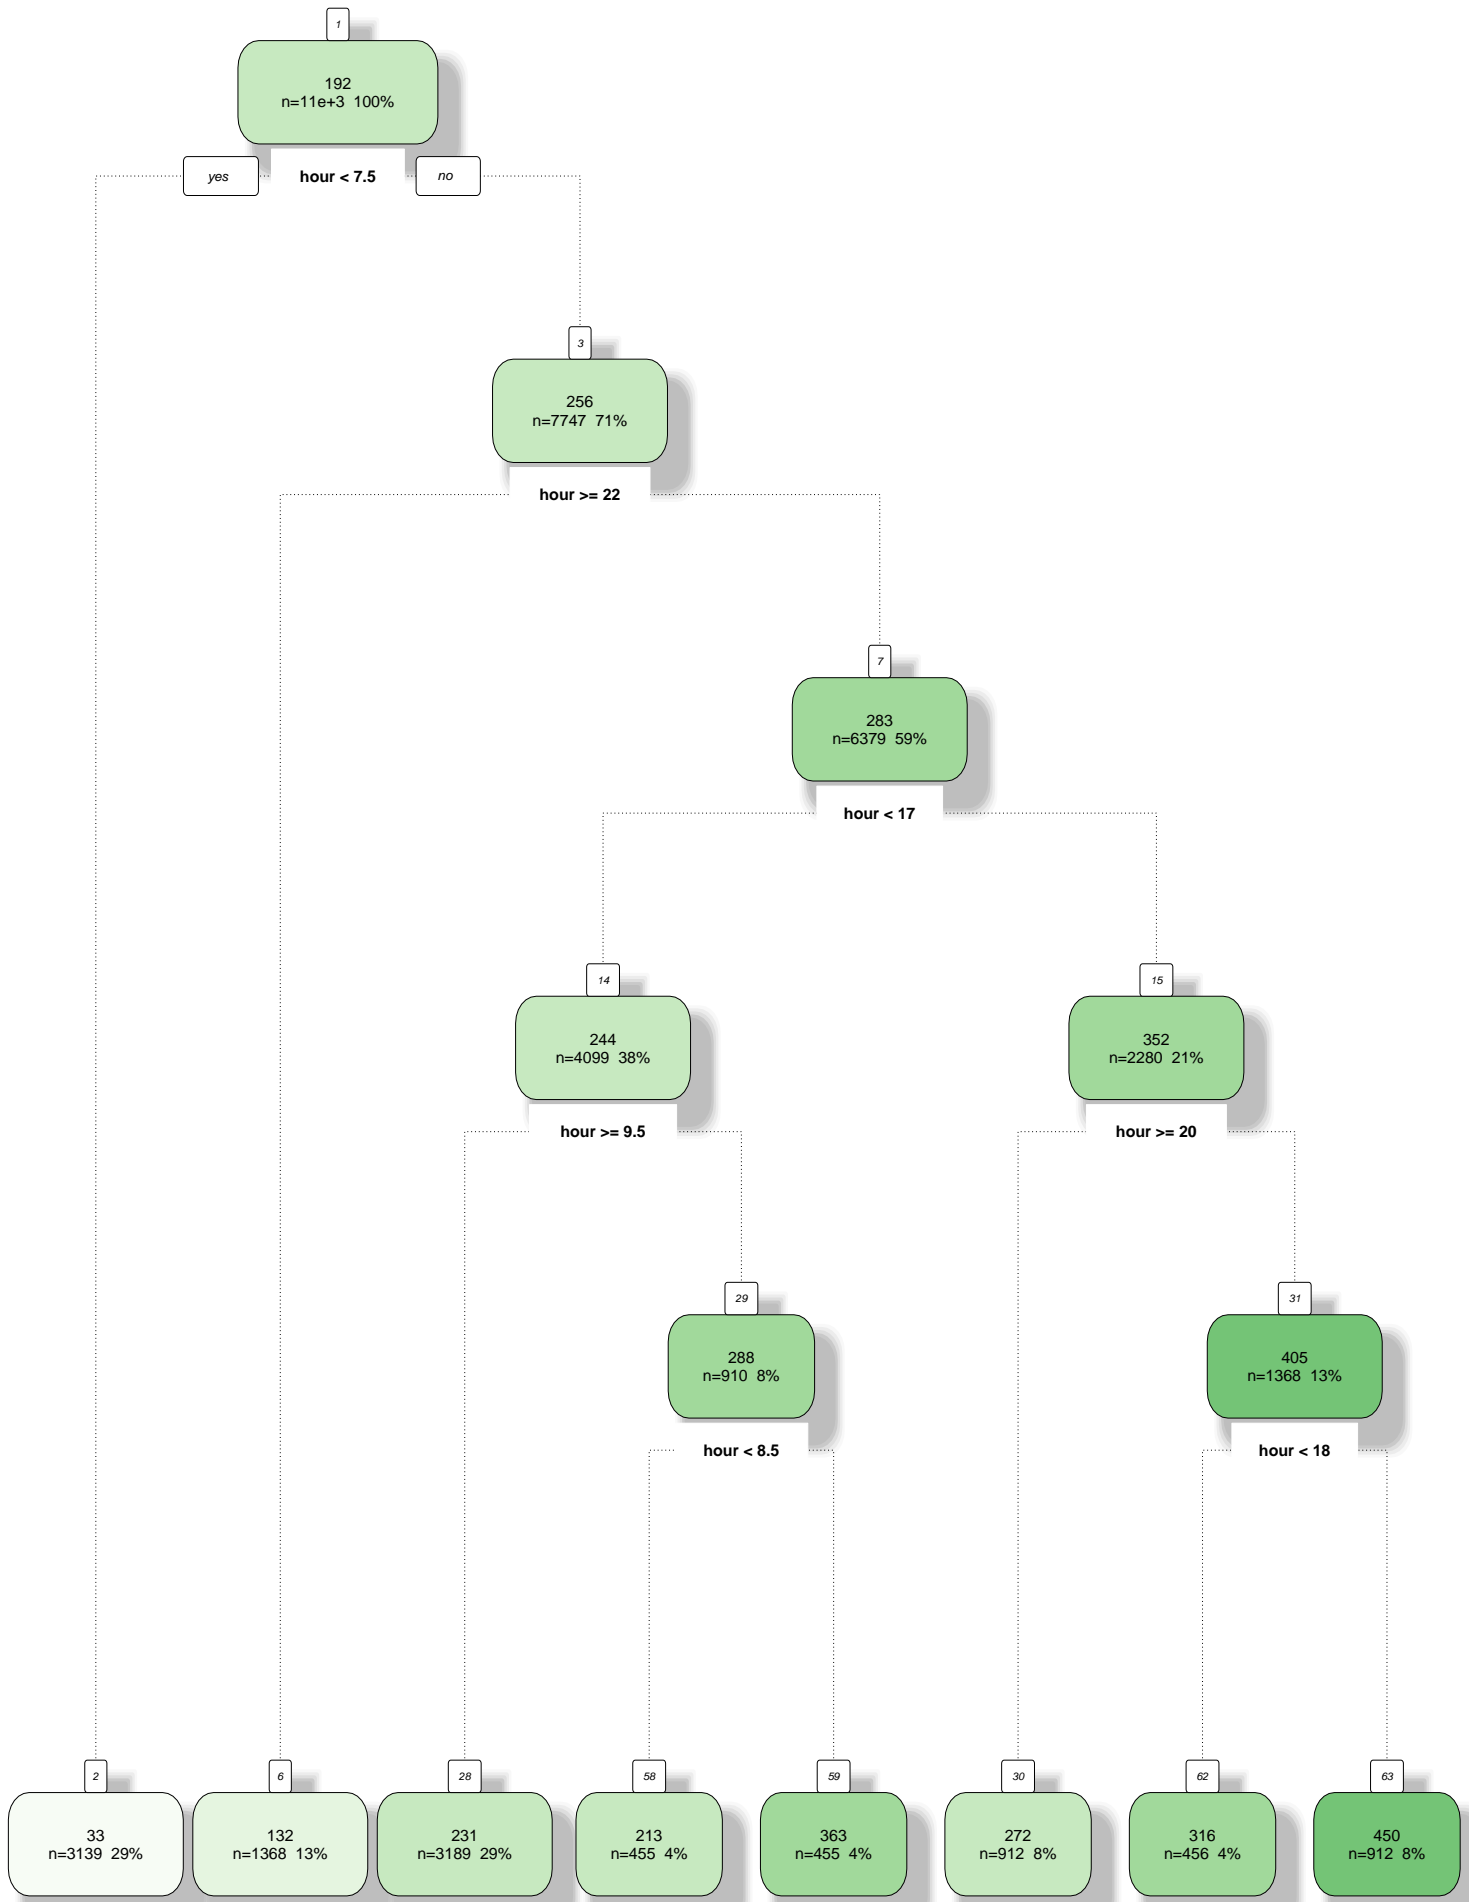 1
192
n=11e+3 100%
yes
hour < 7.5
no
3
256
n=7747 71%
hour >= 22
7
283
n=6379 59%
hour < 17
14
244
n=4099 38%
hour >= 9.5
15
352
n=2280 21%
hour >= 20
29
288
n=910 8%
hour < 8.5
31
405
n=1368 13%
hour < 18
2
33
n=3139 29%
6
132
n=1368 13%
28
231
n=3189 29%
58
213
n=455 4%
59
363
n=455 4%
30
272
n=912 8%
62
316
n=456 4%
63
450
n=912 8%